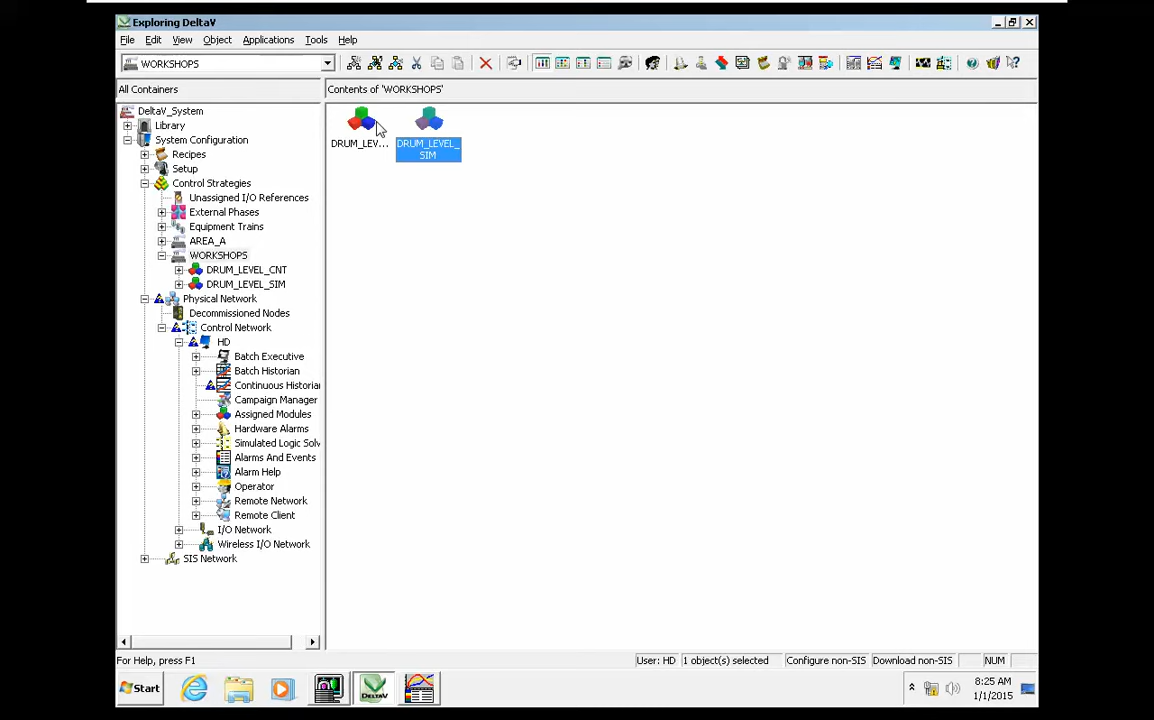 Exploring DeltaV
File Edit View Object Applications Tools Help
WORKSHOPS
All Containers
Contents of 'WORKSHOPS'
DeltaV_System
Library
System Configuration
Recipes
Setup
Control Strategies
Unassigned I/O References
External Phases
Equipment Trains
AREA_A
WORKSHOPS
DRUM_LEVEL_CNT
DRUM_LEVEL_SIM
Physical Network
Decommissioned Nodes
Control Network
HD
Batch Executive
Batch Historian
Continuous Historian
Campaign Manager
Assigned Modules
Hardware Alarms
Simulated Logic Solv
Alarms And Events
Alarm Help
Operator
Remote Network
Remote Client
I/O Network
Wireless I/O Network
SIS Network
DRUM_LEV...
DRUM_LEVEL_
SIM
For Help, press F1
User: HD 1 object(s) selected Configure non-SIS Download non-SIS NUM
Start
DELTAV
8:25 AM
1/1/2015